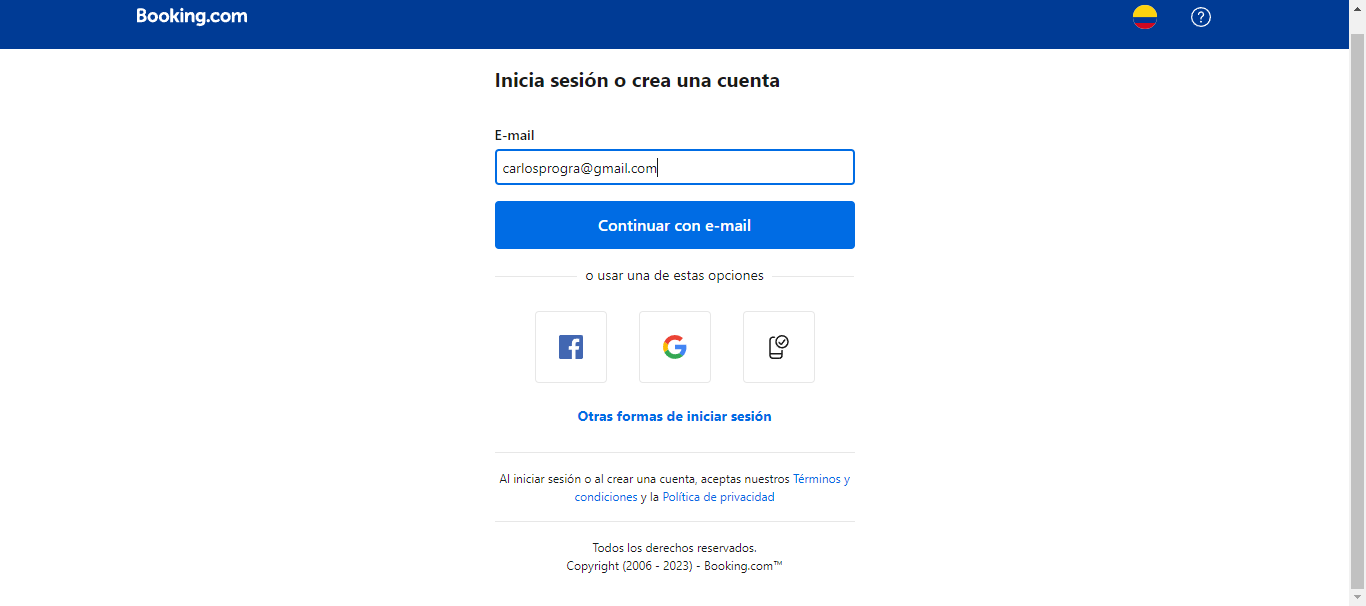 Booking.com
Inicia sesión o crea una cuenta
E-mail
carlosprogra@gmail.com
Continuar con e-mail
o usar una de estas opciones
Otras formas de iniciar sesión
Al iniciar sesión o al crear una cuenta, aceptas nuestros Términos y
condiciones y la Política de privacidad
Todos los derechos reservados.
Copyright (2006 - 2023) - Booking.com™